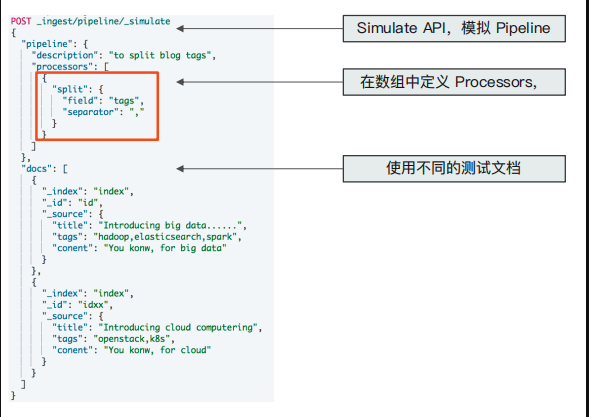 POST _ingest/pipeline/_simulate
{
  "pipeline": {
    "description": "to split blog tags",
    "processors": [
      {
        "split": {
          "field": "tags",
          "separator": ","
        }
      }
    ]
  },
  "docs": [
    {
      "_index": "index",
      "_id": "id",
      "_source": {
        "title": "Introducing big data......",
        "tags": "hadoop,elasticsearch,spark",
        "conent": "You konw, for big data"
      }
    },
    {
      "_index": "index",
      "_id": "idxx",
      "_source": {
        "title": "Introducing cloud computering",
        "tags": "openstack,k8s",
        "conent": "You konw, for cloud"
      }
    }
  ]
}
Simulate API，模拟 Pipeline
在数组中定义 Processors,
使用不同的测试文档